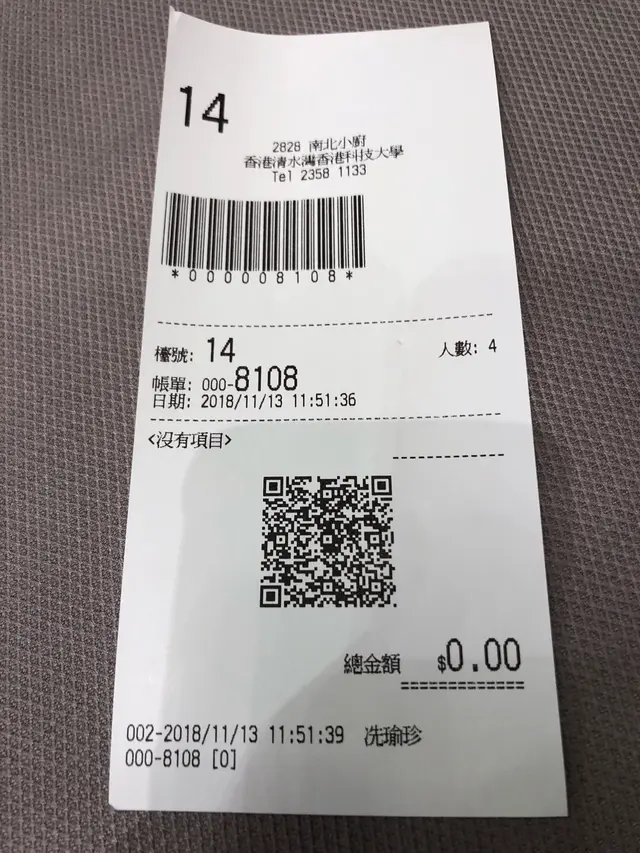 14
2828 南北小廚
香港清水灣香港科技大學
Tel 2358 1133
*000008108*
檯號: 14 人數: 4
帳單: 000-8108
日期: 2018/11/13 11:51:36
<沒有項目>
總金額 $0.00
002-2018/11/13 11:51:39 冼瑜珍
000-8108 [0]